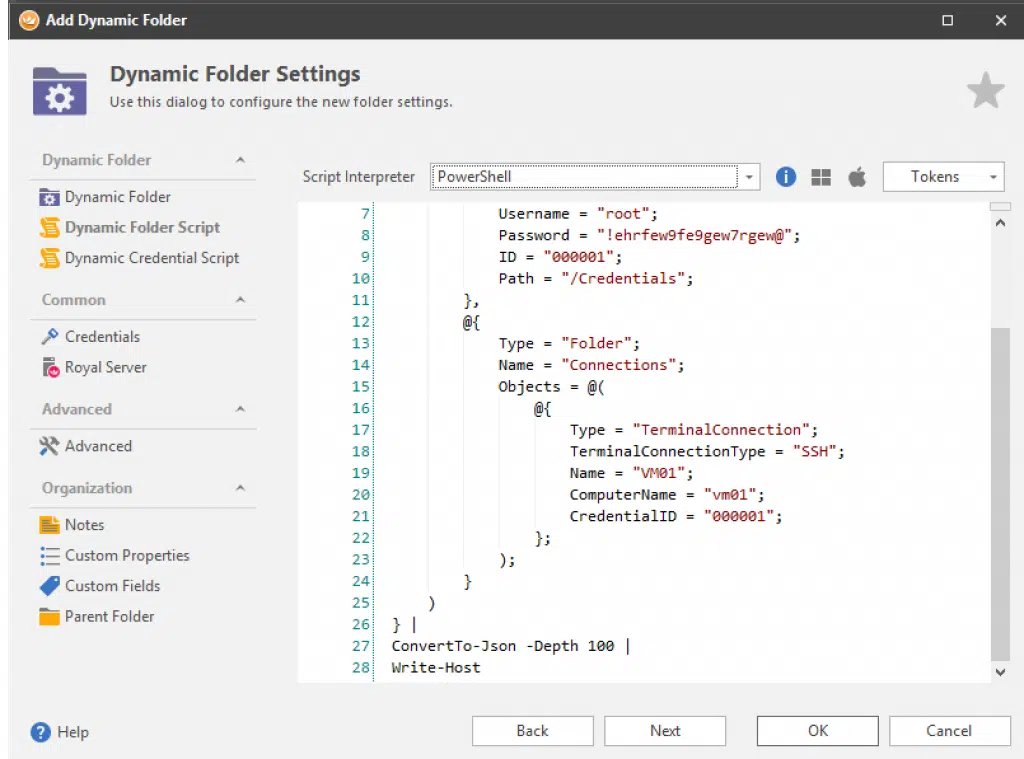 Add Dynamic Folder
Dynamic Folder Settings
Use this dialog to configure the new folder settings.
Dynamic Folder
Dynamic Folder
Dynamic Folder Script
Dynamic Credential Script
Common
Credentials
Royal Server
Advanced
Advanced
Organization
Notes
Custom Properties
Custom Fields
Parent Folder
Script Interpreter PowerShell Tokens
7 Username = "root";
8 Password = "!ehrfew9fe9gew7rgew@";
9 ID = "000001";
10 Path = "/Credentials";
11 },
12 @{
13 Type = "Folder";
14 Name = "Connections";
15 Objects = @(
16 @{
17 Type = "TerminalConnection";
18 TerminalConnectionType = "SSH";
19 Name = "VM01";
20 ComputerName = "vm01";
21 CredentialID = "000001";
22 };
23 );
24 }
25 )
26 } |
27 ConvertTo-Json -Depth 100 |
28 Write-Host
Help
Back Next OK Cancel